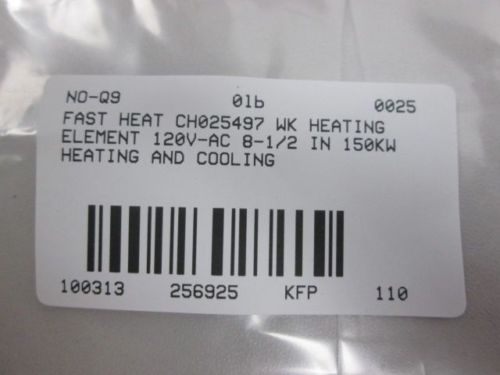 NO-Q9 01b 0025
FAST HEAT CH025497 WK HEATING
ELEMENT 120V-AC 8-1/2 IN 150KW
HEATING AND COOLING
100313 256925 KFP 110